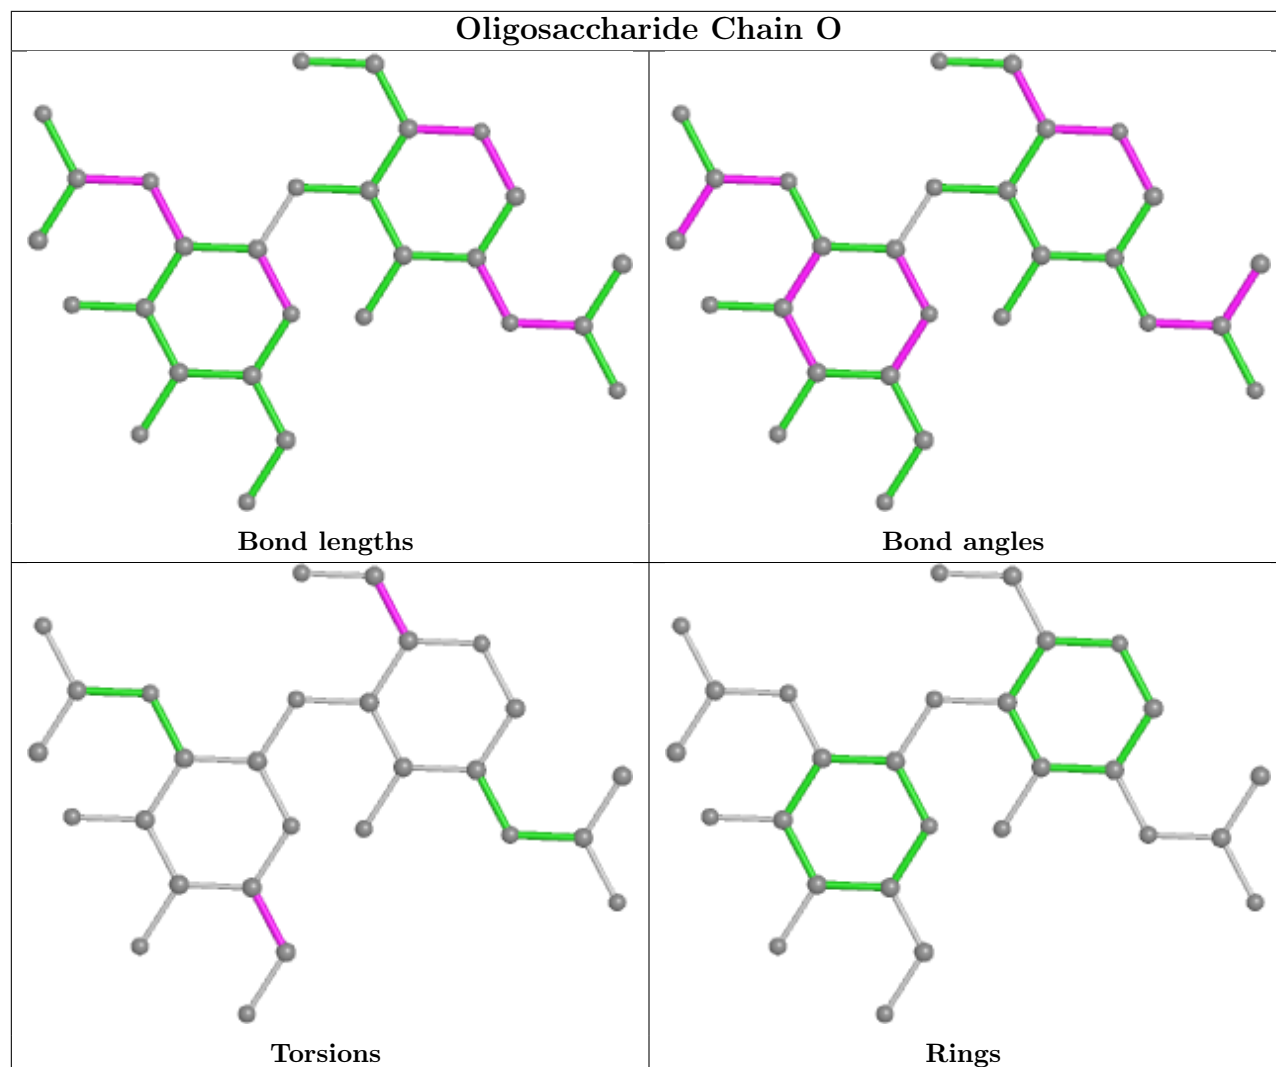 Oligosaccharide Chain O
Bond lengths
Bond angles
Torsions
Rings